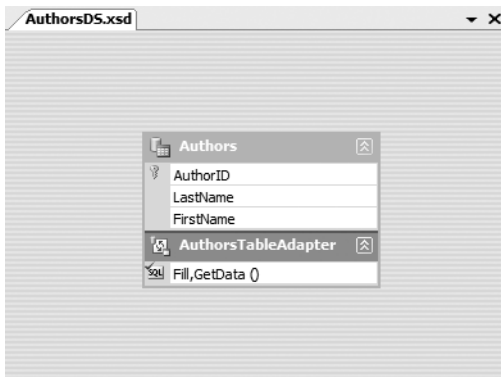 AuthorsDS.xsd
Authors
AuthorID
LastName
FirstName
AuthorsTableAdapter
SQL Fill,GetData ()